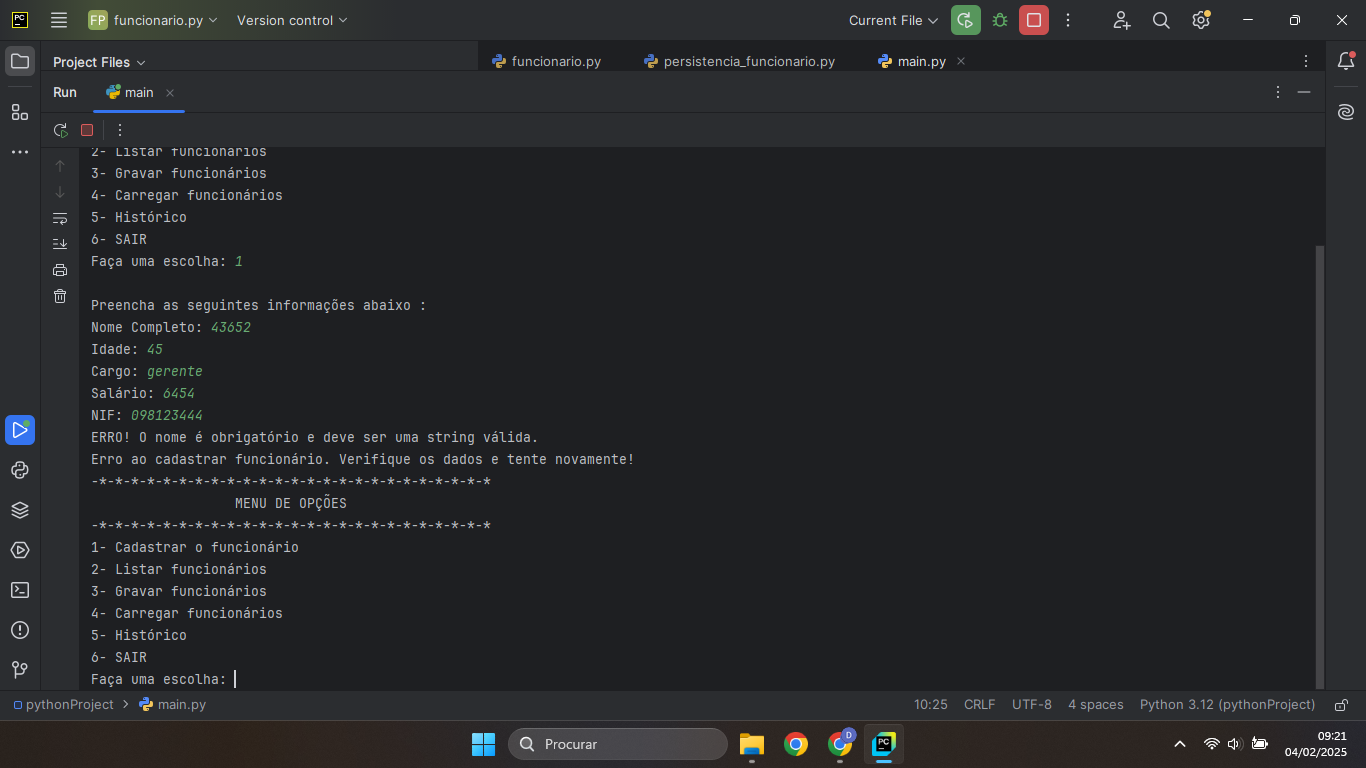 PC
FP funcionario.py Version control Current File
Project Files funcionario.py persistencia_funcionario.py main.py
Run main
2- Listar funcionários
3- Gravar funcionários
4- Carregar funcionários
5- Histórico
6- SAIR
Faça uma escolha: 1
Preencha as seguintes informações abaixo :
Nome Completo: 43652
Idade: 45
Cargo: gerente
Salário: 6454
NIF: 098123444
ERRO! O nome é obrigatório e deve ser uma string válida.
Erro ao cadastrar funcionário. Verifique os dados e tente novamente!
-*-*-*-*-*-*-*-*-*-*-*-*-*-*-*-*-*-*-*-*-*-*-*-*-*
MENU DE OPÇÕES
-*-*-*-*-*-*-*-*-*-*-*-*-*-*-*-*-*-*-*-*-*-*-*-*-*
1- Cadastrar o funcionário
2- Listar funcionários
3- Gravar funcionários
4- Carregar funcionários
5- Histórico
6- SAIR
Faça uma escolha:
pythonProject main.py 10:25 CRLF UTF-8 4 spaces Python 3.12 (pythonProject)
Procurar D PC 09:21
04/02/2025